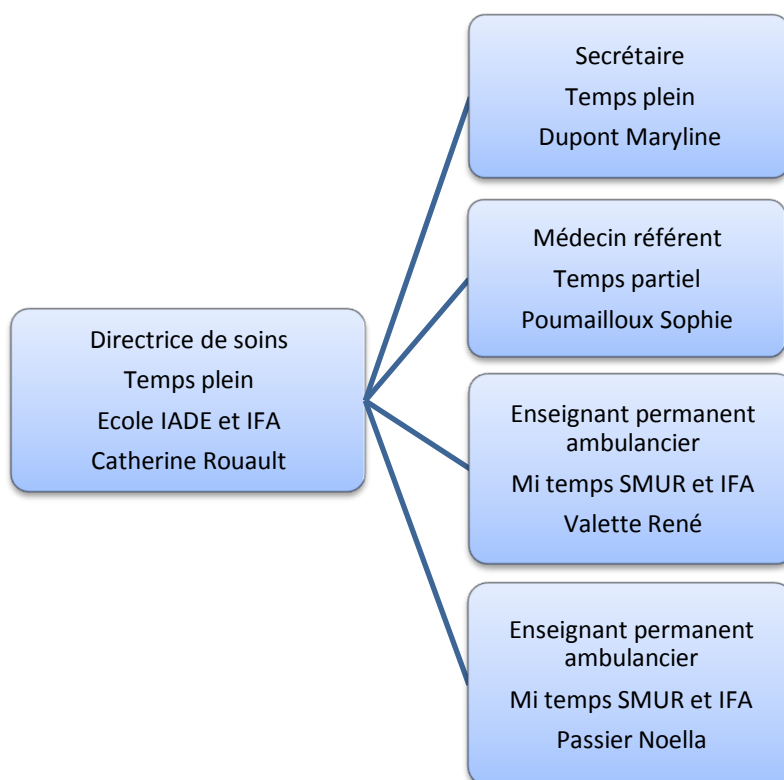 Secrétaire
Temps plein
Dupont Maryline
Médecin référent
Temps partiel
Poumailloux Sophie
Directrice de soins
Temps plein
Ecole IADE et IFA
Catherine Rouault
Enseignant permanent
ambulancier
Mi temps SMUR et IFA
Valette René
Enseignant permanent
ambulancier
Mi temps SMUR et IFA
Passier Noella